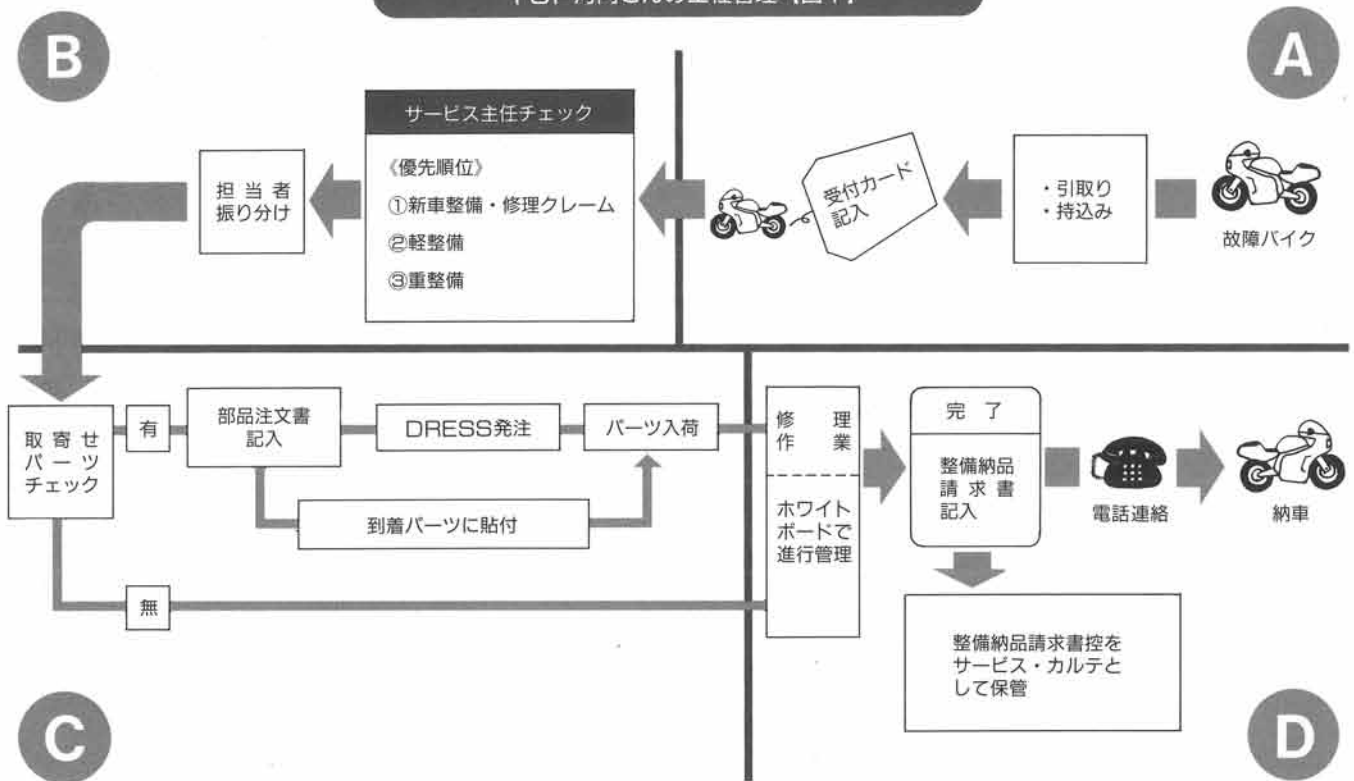 A
故障バイク
・引取り
・持込み
受付カード
記入
B
サービス主任チェック
《優先順位》
①新車整備・修理クレーム
②軽整備
③重整備
担当者
振り分け
C
取寄せ
パーツ
チェック
有
部品注文書
記入
DRESS発注
パーツ入荷
到着パーツに貼付
無
D
修理
作業
ホワイト
ボードで
進行管理
完了
整備納品
請求書
記入
電話連絡
納車
整備納品請求書控を
サービス・カルテと
して保管